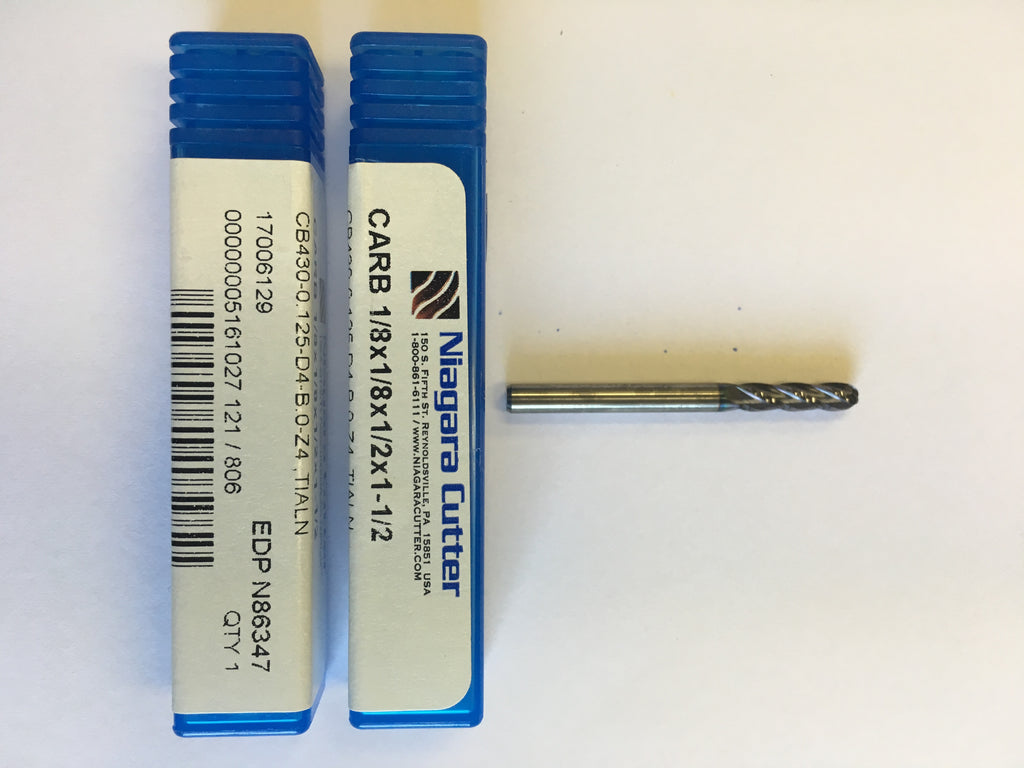 CB430-0.125-D4-B.0-Z4 ,TIALN
17006129
0000005161027 121 / 806
EDP N86347
QTY 1
Niagara Cutter
150 S. FIFTH ST. REYNOLDSVILLE, PA 15851 USA
1-800-861-6111 / WWW.NIAGARACUTTER.COM
CARB 1/8x1/8x1/2x1-1/2